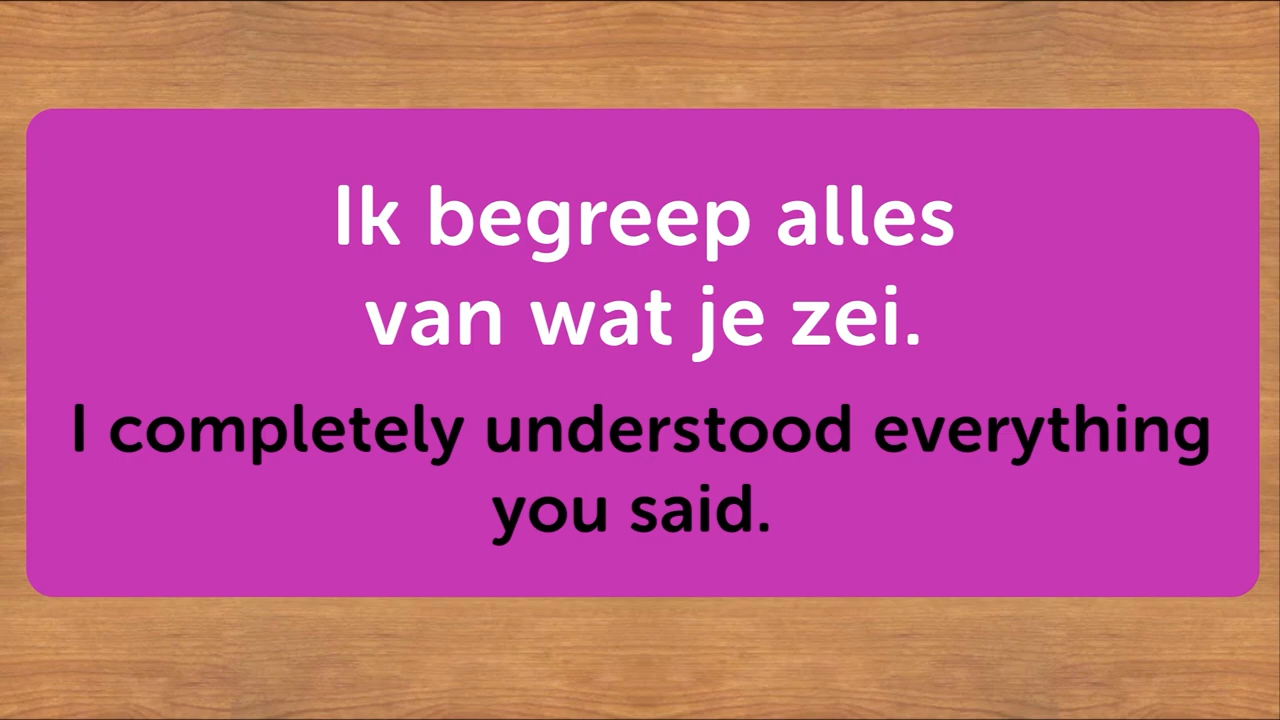 Ik begreep alles
van wat je zei.
I completely understood everything
you said.